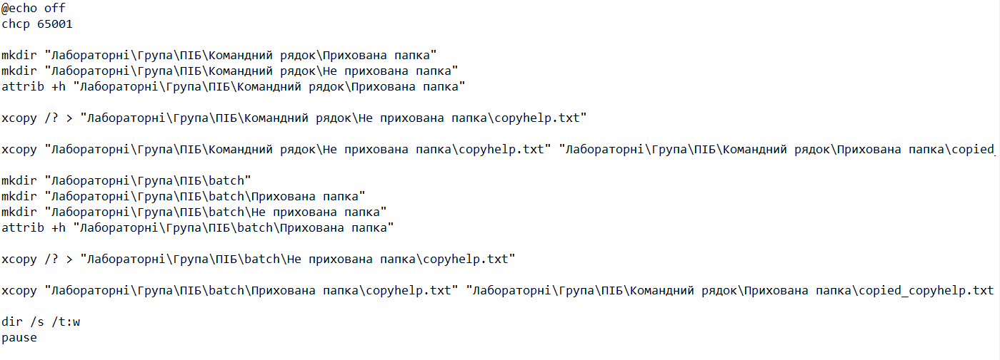 @echo off
chcp 65001
mkdir "Лабораторні\Група\ПІБ\Командний рядок\Прихована папка"
mkdir "Лабораторні\Група\ПІБ\Командний рядок\Не прихована папка"
attrib +h "Лабораторні\Група\ПІБ\Командний рядок\Прихована папка"
xcopy /? > "Лабораторні\Група\ПІБ\Командний рядок\Не прихована папка\copyhelp.txt"
xcopy "Лабораторні\Група\ПІБ\Командний рядок\Не прихована папка\copyhelp.txt" "Лабораторні\Група\ПІБ\Командний рядок\Прихована папка\copied_
mkdir "Лабораторні\Група\ПІБ\batch"
mkdir "Лабораторні\Група\ПІБ\batch\Прихована папка"
mkdir "Лабораторні\Група\ПІБ\batch\Не прихована папка"
attrib +h "Лабораторні\Група\ПІБ\batch\Прихована папка"
xcopy /? > "Лабораторні\Група\ПІБ\batch\Не прихована папка\copyhelp.txt"
xcopy "Лабораторні\Група\ПІБ\batch\Прихована папка\copyhelp.txt" "Лабораторні\Група\ПІБ\Командний рядок\Прихована папка\copied_copyhelp.txt
dir /s /t:w
pause